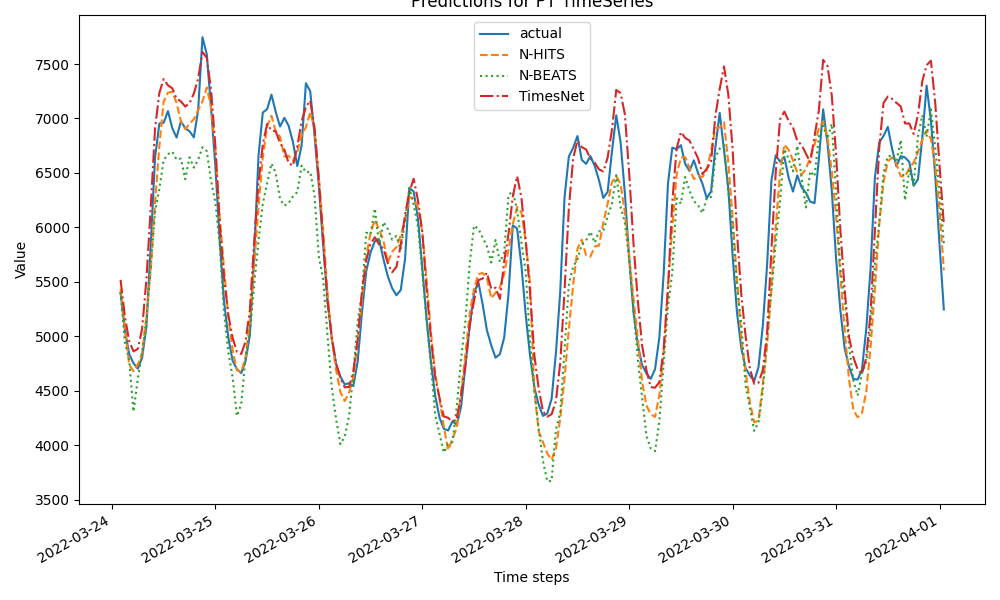 Predictions for PT TimeSeries
actual
N-HITS
N-BEATS
TimesNet
Value
7500
7000
6500
6000
5500
5000
4500
4000
3500
2022-03-24
2022-03-25
2022-03-26
2022-03-27
2022-03-28
2022-03-29
2022-03-30
2022-03-31
2022-04-01
Time steps